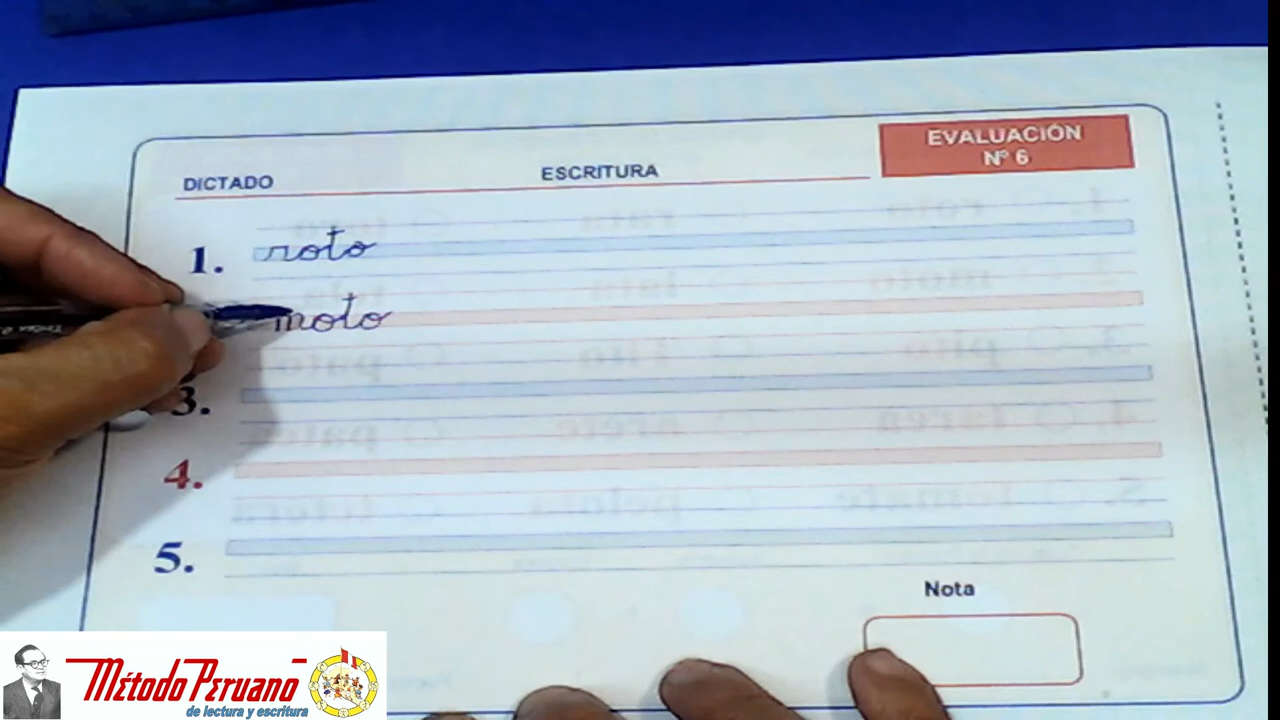 EVALUACIÓN
Nº 6
DICTADO ESCRITURA
1. roto
moto
3.
4.
5.
Nota
Método Peruano
de lectura y escritura